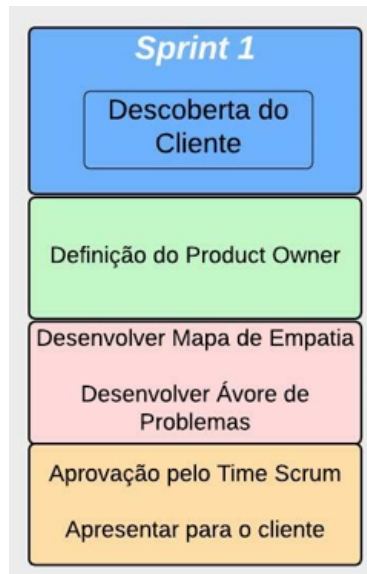 Sprint 1
Descoberta do
Cliente
Definição do Product Owner
Desenvolver Mapa de Empatia
Desenvolver Ávore de
Problemas
Aprovação pelo Time Scrum
Apresentar para o cliente